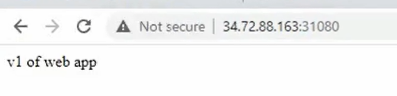 Not secure | 34.72.88.163:31080
v1 of web app